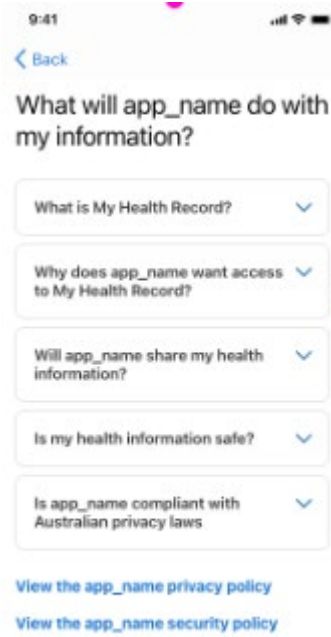 9:41
Back
What will app_name do with
my information?
What is My Health Record?
Why does app_name want access
to My Health Record?
Will app_name share my health
information?
Is my health information safe?
Is app_name compliant with
Australian privacy laws
View the app_name privacy policy
View the app_name security policy